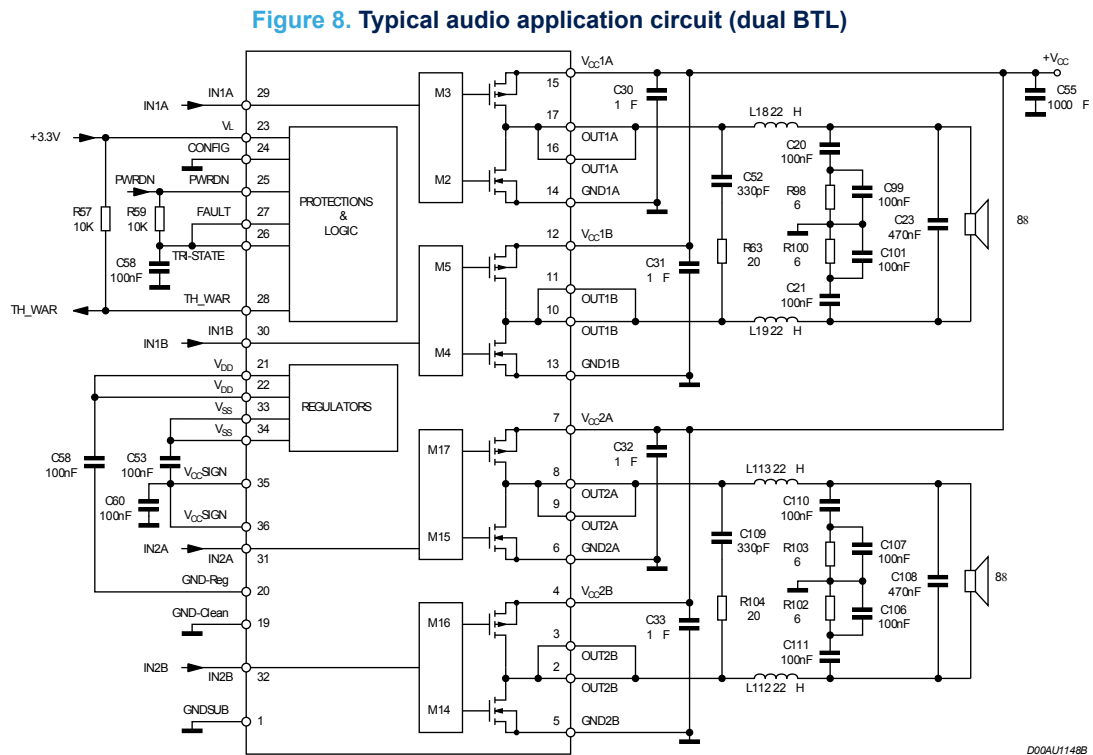 Figure 8. Typical audio application circuit (dual BTL)
VCC1A
+VCC
15
M3
C30
1 F
C55
1000 F
IN1A
IN1A
29
17
OUT1A
L18 22 H
+3.3V
VL
23
16
OUT1A
C20
100nF
CONFIG
24
M2
14
GND1A
C52
330pF
R98
6
C99
100nF
PWRDN
PWRDN
25
PROTECTIONS
&
LOGIC
R57
10K
R59
10K
FAULT
27
26
TRI-STATE
C58
100nF
12
VCC1B
C23
470nF
88
M5
C31
1 F
R63
20
R100
6
C101
100nF
11
OUT1B
C21
100nF
TH_WAR
TH_WAR
28
10
OUT1B
L19 22 H
IN1B
IN1B
30
M4
13
GND1B
VDD
21
VDD
22
VSS
33
VSS
34
REGULATORS
7
VCC2A
C58
100nF
C53
100nF
M17
C32
1 F
VCCSIGN
35
8
OUT2A
L113 22 H
C60
100nF
9
OUT2A
C110
100nF
VCCSIGN
36
M15
6
GND2A
C109
330pF
R103
6
C107
100nF
IN2A
IN2A
31
GND-Reg
20
4
VCC2B
C108
470nF
88
GND-Clean
19
M16
C33
1 F
R104
20
R102
6
C106
100nF
3
OUT2B
C111
100nF
IN2B
IN2B
32
2
OUT2B
L112 22 H
M14
GNDSUB
1
5
GND2B
D00AU1148B